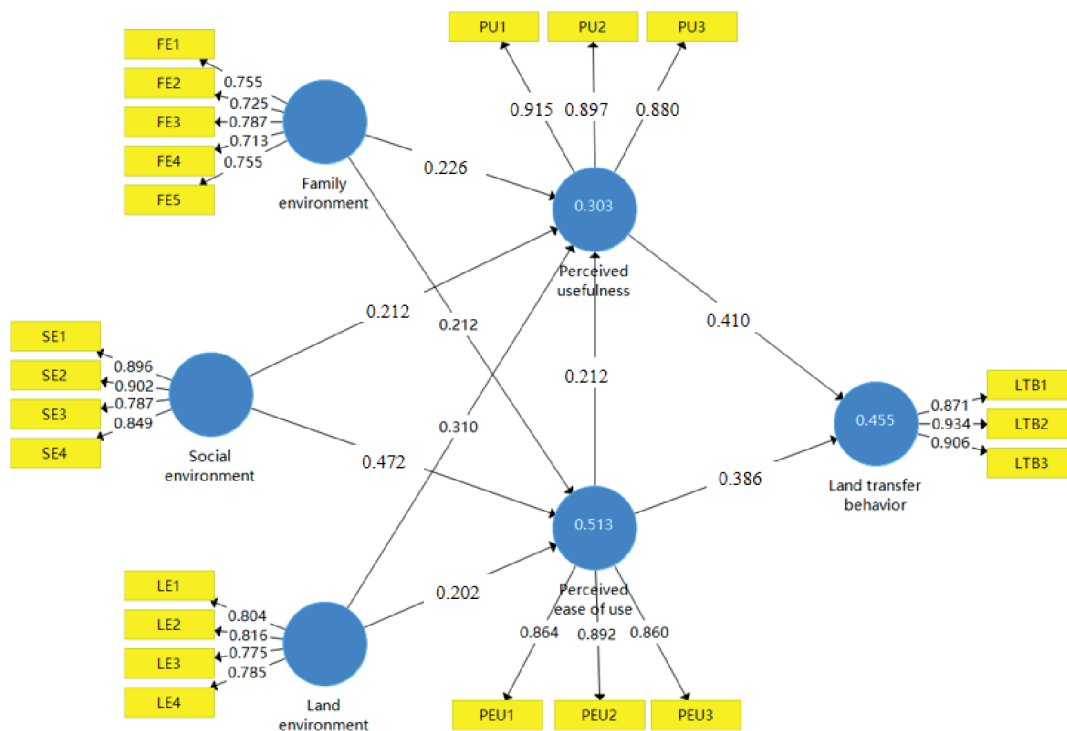 PU1
PU2
PU3
FE1
FE2
FE3
FE4
FE5
0.755
0.725
0.787
0.713
0.755
Family
environment
0.915
0.897
0.880
0.226
0.303
Perceived
usefulness
0.212
0.212
0.212
0.410
SE1
SE2
SE3
SE4
0.896
0.902
0.787
0.849
Social
environment
0.310
0.472
0.386
0.455
Land transfer
behavior
0.871
0.934
0.906
LTB1
LTB2
LTB3
0.513
Perceived
ease of use
0.202
LE1
LE2
LE3
LE4
0.804
0.816
0.775
0.785
Land
environment
0.864
0.892
0.860
PEU1
PEU2
PEU3